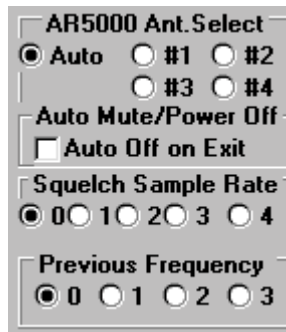 AR5000 Ant.Select
Auto #1 #2
#3 #4
Auto Mute/Power Off
Auto Off on Exit
Squelch Sample Rate
0 1 2 3 4
Previous Frequency
0 1 2 3